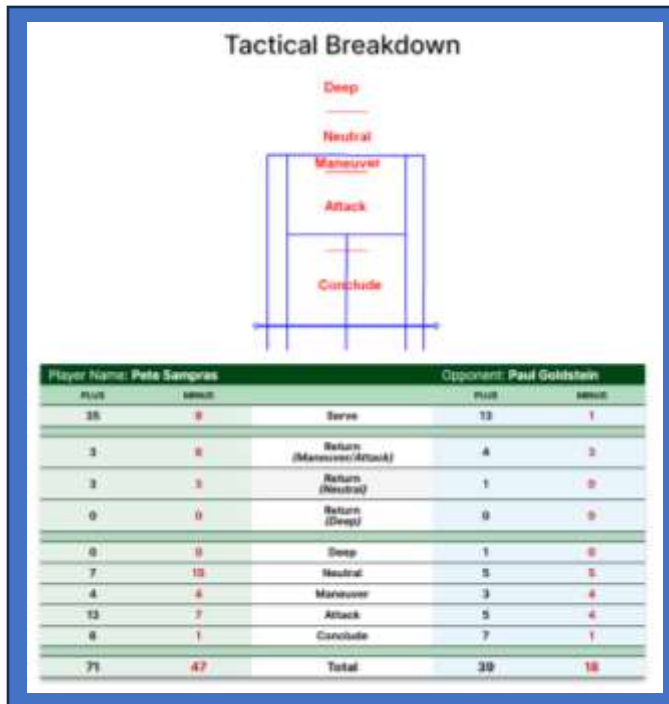 Tactical Breakdown
Deep
Neutral
Maneuver
Attack
Conclude
Player Name: Pete Sampras Opponent: Paul Goldstein
PLUS MINUS PLUS MINUS
35 9 Serve 13 1
3 8 Return (Maneuver/Attack) 4 3
3 3 Return (Neutral) 1 0
0 0 Return (Deep) 0 0
0 0 Deep 1 0
7 15 Neutral 5 5
4 4 Maneuver 3 4
13 7 Attack 5 4
6 1 Conclude 7 1
71 47 Total 39 18